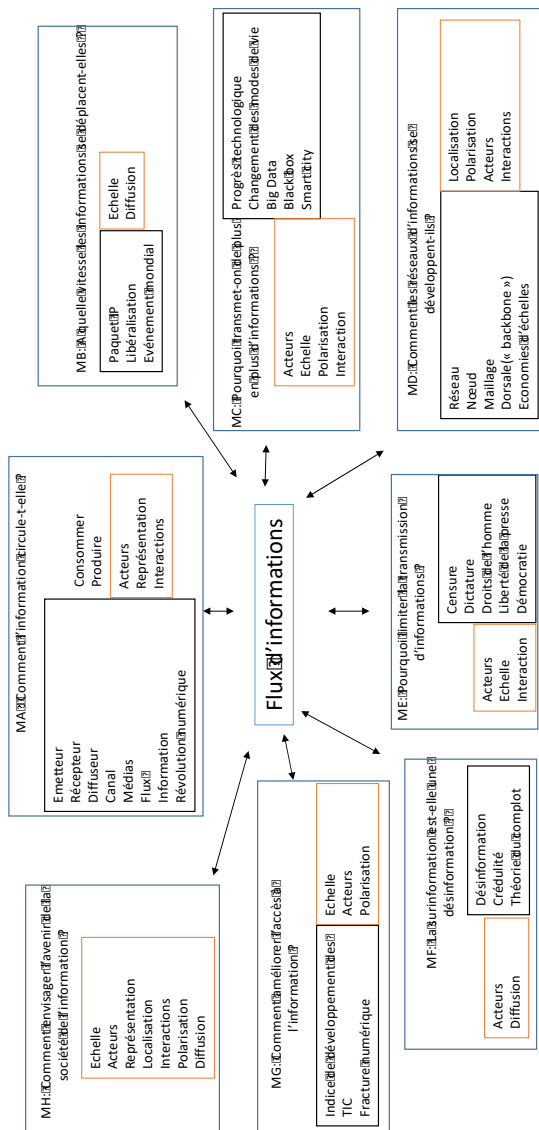 MH: Comment envisager l'avenir de la
société de l'information ?
Echelle
Acteurs
Représentation
Localisation
Interactions
Polarisation
Diffusion
MA: Comment l'information circule-t-elle ?
Emetteur
Récepteur
Diffuseur
Canal
Médias
Flux
Information
Révolution numérique
Consommer
Produire
Acteurs
Représentation
Interactions
MB: A quelle vitesse les informations se déplacent-elles ?
Paquet IP
Libéralisation
Evénement mondial
Echelle
Diffusion
MG: Comment améliorer l'accès à
l'information ?
Indice de développement des
TIC
Fracture numérique
Echelle
Acteurs
Polarisation
Flux d'informations
MC: Pourquoi transmet-on de plus
en plus d'informations ?
Acteurs
Echelle
Polarisation
Interaction
Progrès technologique
Changement des modes de vie
Big Data
Black box
Smart city
MF: La surinformation est-elle une
désinformation ?
Acteurs
Diffusion
Désinformation
Crédulité
Théorie du complot
ME: Pourquoi limiter la transmission
d'informations ?
Acteurs
Echelle
Interaction
Censure
Dictature
Droits de l'homme
Liberté de la presse
Démocratie
MD: Comment les réseaux d'informations se
développent-ils ?
Réseau
Nœud
Maillage
Dorsale (« backbone »)
Economies d'échelles
Localisation
Polarisation
Acteurs
Interactions